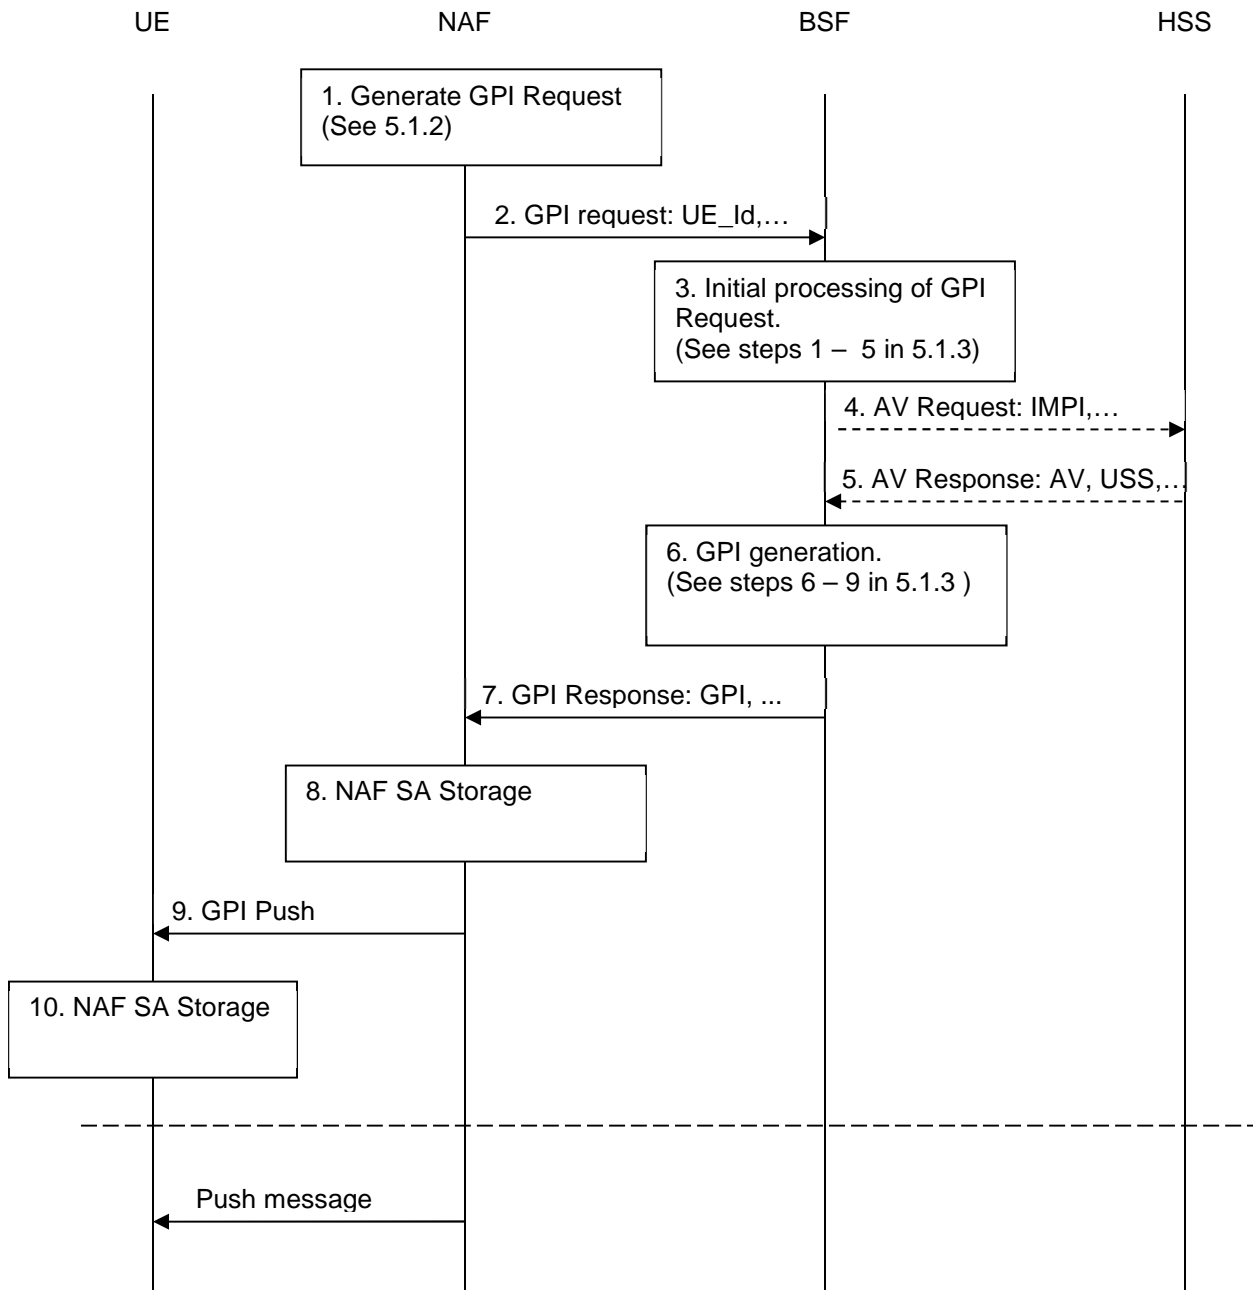 UE NAF BSF HSS
1. Generate GPI Request
(See 5.1.2)
2. GPI request: UE_Id,…
3. Initial processing of GPI
Request.
(See steps 1 – 5 in 5.1.3)
4. AV Request: IMPI,…
5. AV Response: AV, USS,…
6. GPI generation.
(See steps 6 – 9 in 5.1.3 )
7. GPI Response: GPI, ...
8. NAF SA Storage
9. GPI Push
10. NAF SA Storage
Push message